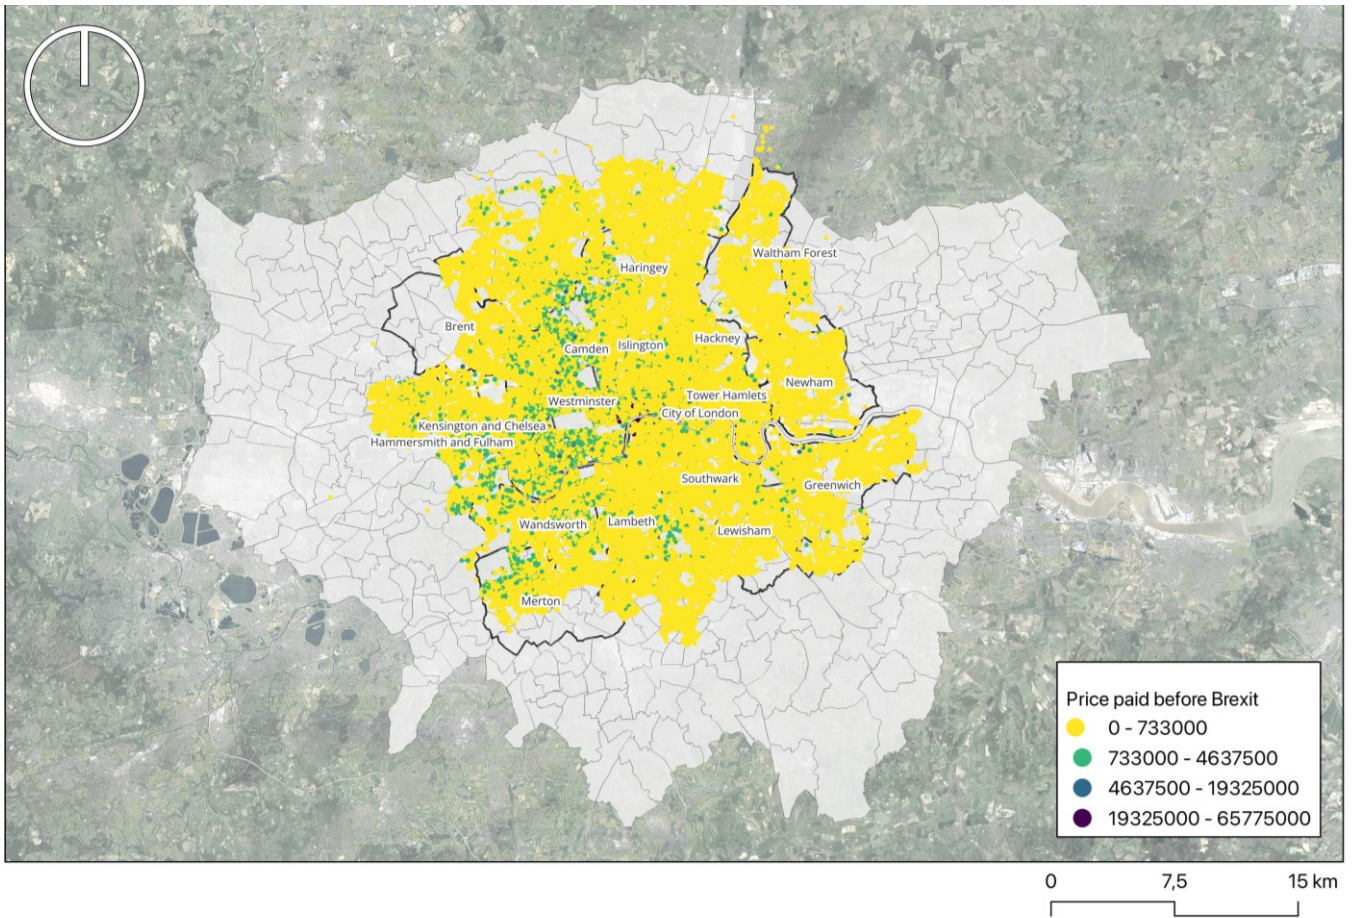 Waltham Forest
Haringey
Brent
Hackney
Camden
Islington
Newham
Tower Hamlets
Westminster
City of London
Kensington and Chelsea
Hammersmith and Fulham
Southwark
Greenwich
Wandsworth
Lambeth
Lewisham
Merton
Price paid before Brexit
0 - 733000
733000 - 4637500
4637500 - 19325000
19325000 - 65775000
0 7,5 15 km